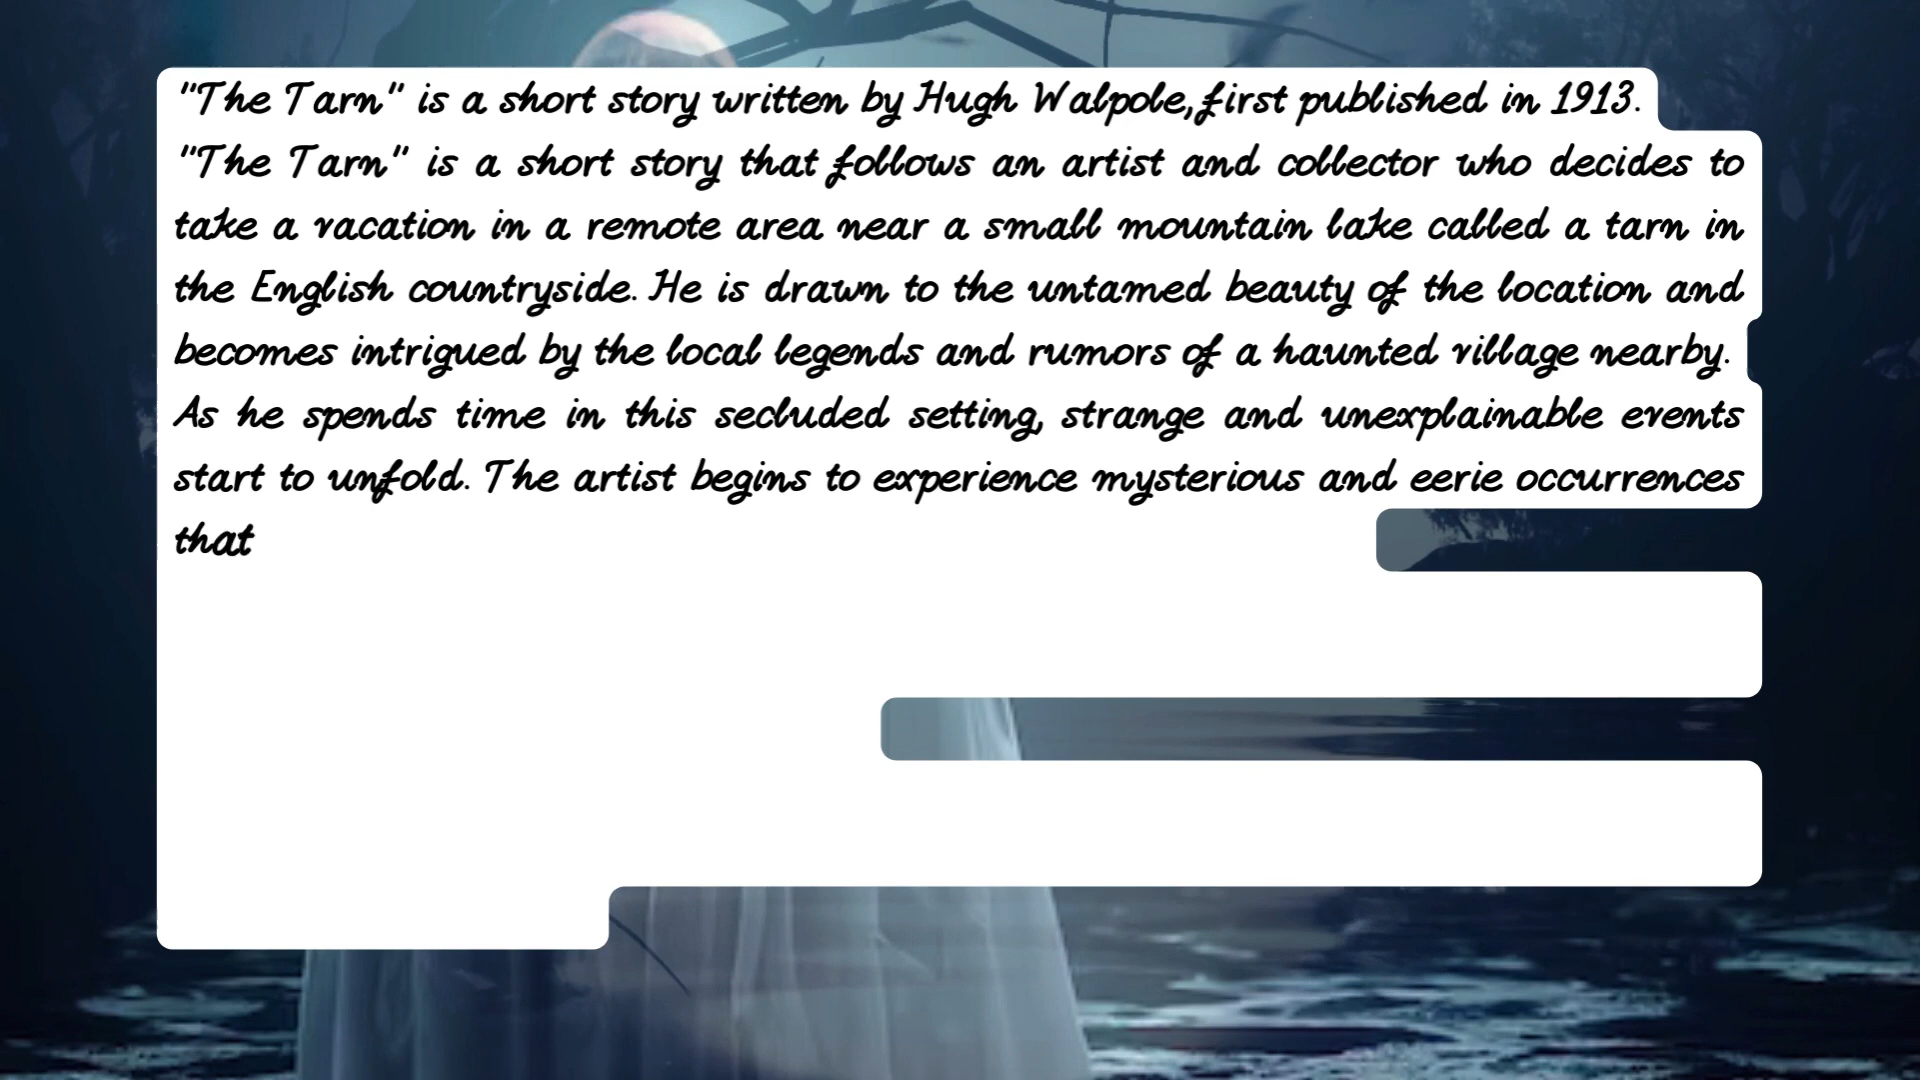 "The Tarn" is a short story written by Hugh Walpole,first published in 1913.
"The Tarn" is a short story that follows an artist and collector who decides to
take a vacation in a remote area near a small mountain lake called a tarn in
the English countryside. He is drawn to the untamed beauty of the location and
becomes intrigued by the local legends and rumors of a haunted village nearby.
As he spends time in this secluded setting, strange and unexplainable events
start to unfold. The artist begins to experience mysterious and eerie occurrences
that